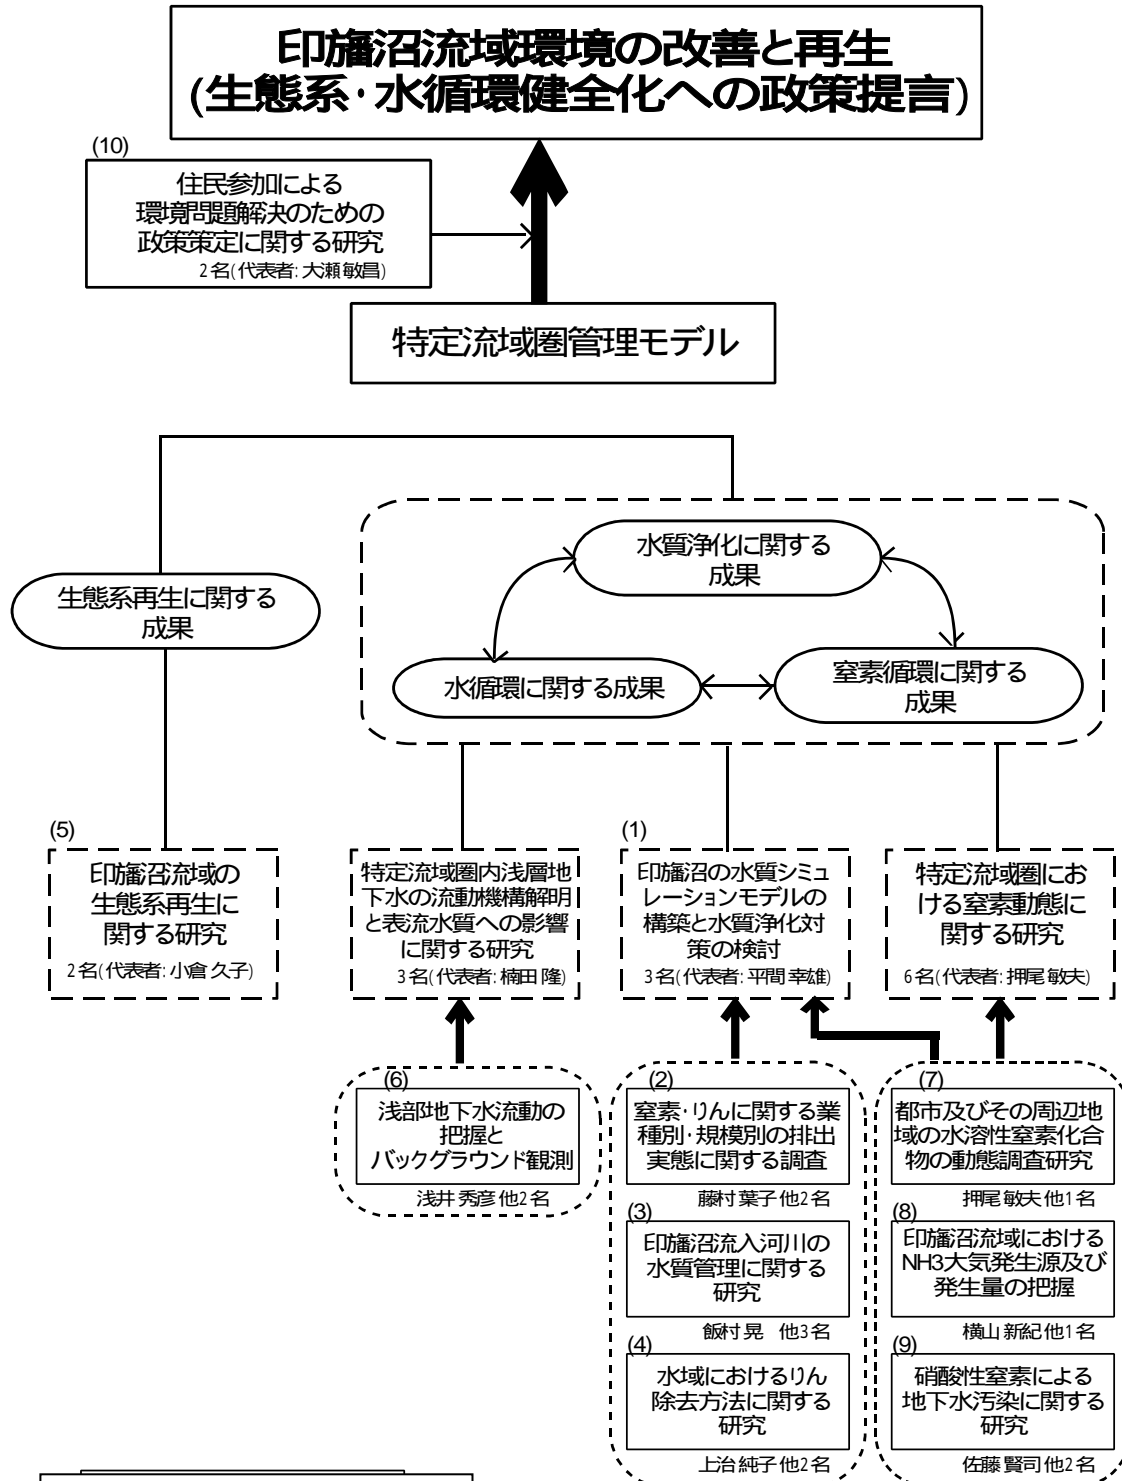 印旛沼流域環境の改善と再生
(生態系・水循環健全化への政策提言)
(10)
住民参加による
環境問題解決のための
政策策定に関する研究
2名(代表者:大瀬 敏昌)
特定流域圏管理モデル
水質浄化に関する
成果
生態系再生に関する
成果
水循環に関する成果
窒素循環に関する
成果
(5)
印旛沼流域の
生態系再生に
関する研究
2名(代表者:小倉 久子)
特定流域圏内浅層地
下水の流動機構解明
と表流水質への影響
に関する研究
3名(代表者:楠田 隆)
(1)
印旛沼の水質シミュ
レーションモデルの
構築と水質浄化対
策の検討
3名(代表者:平間 幸雄)
特定流域圏にお
ける窒素動態に
関する研究
6名(代表者:押尾 敏夫)
(6)
浅部地下水流動の
把握と
バックグラウンド観測
浅井 秀彦 他2名
(2)
窒素・りんに関する業
種別・規模別の排出
実態に関する調査
藤村 葉子 他2名
(3)
印旛沼流入河川の
水質管理に関する
研究
飯村 晃 他3名
(4)
水域におけるりん
除去方法に関する
研究
上治 純子 他2名
(7)
都市及びその周辺地
域の水溶性窒素化合
物の動態調査研究
押尾 敏夫 他1名
(8)
印旛沼流域における
NH3大気発生源及び
発生量の把握
横山 新紀 他1名
(9)
硝酸性窒素による
地下水汚染に関する
研究
佐藤 賢司 他2名